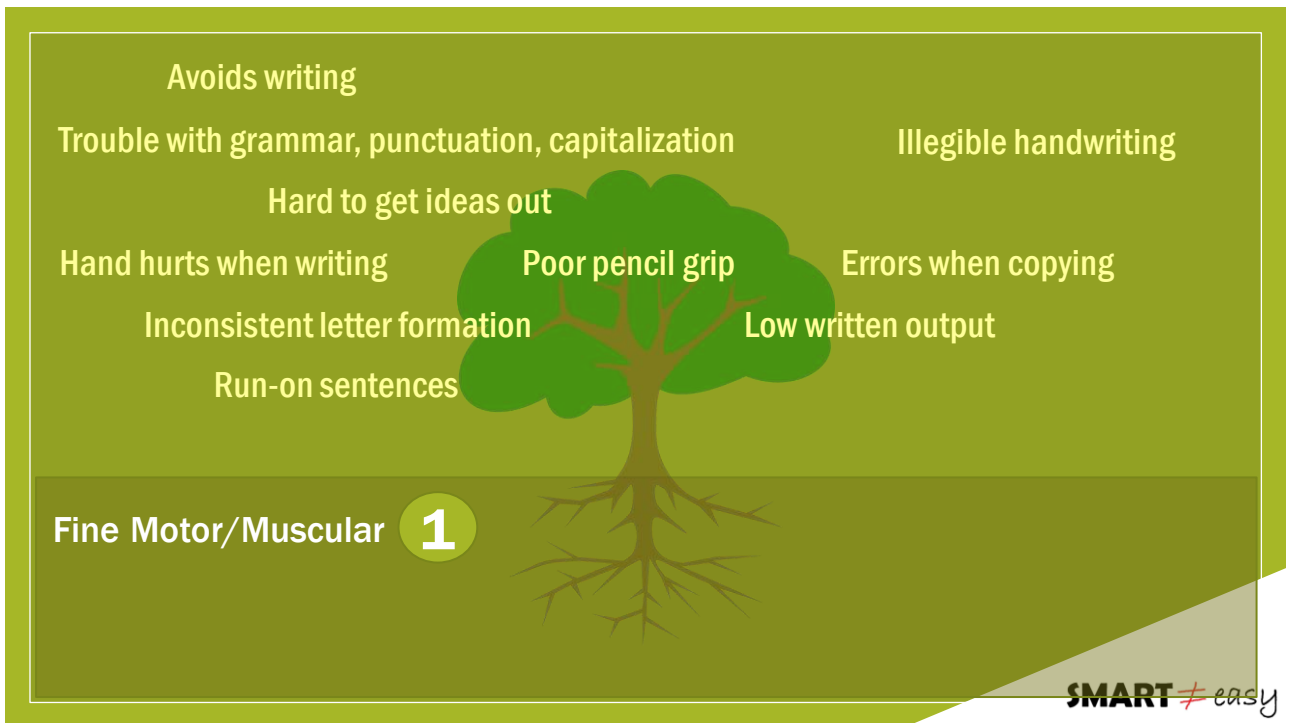 Avoids writing
Trouble with grammar, punctuation, capitalization
Illegible handwriting
Hard to get ideas out
Hand hurts when writing
Poor pencil grip
Errors when copying
Inconsistent letter formation
Low written output
Run-on sentences
Fine Motor/Muscular 1
SMART ≠ easy